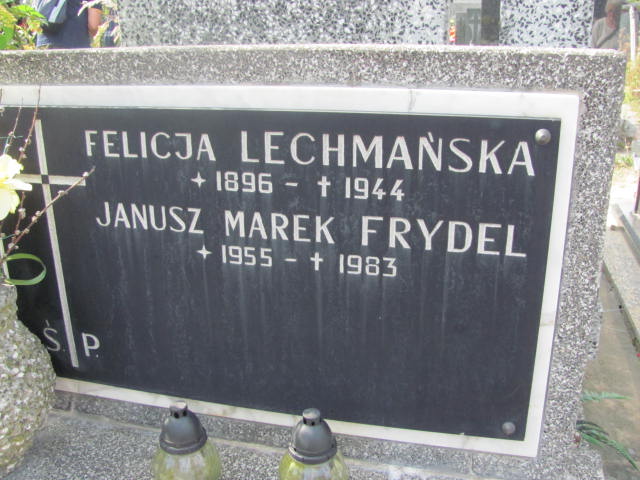 FELICJA LECHMAŃSKA
1896 - ✝ 1944
JANUSZ MAREK FRYDEL
1955 - ✝ 1983
Ś. P.